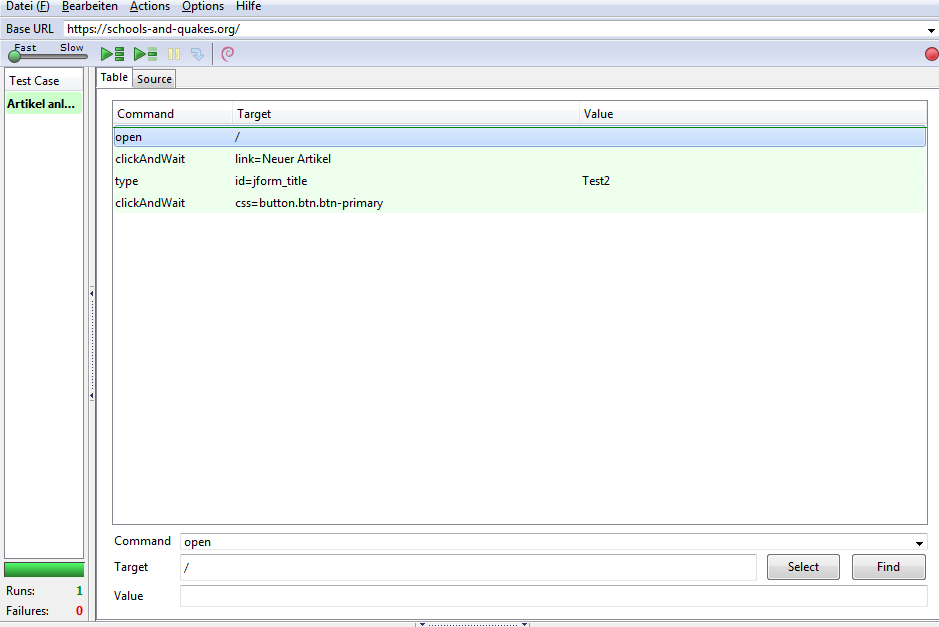 Datei (F) Bearbeiten Actions Options Hilfe
Base URL https://schools-and-quakes.org/
Fast Slow
Test Case
Artikel anl...
Table Source
Command Target Value
open /
clickAndWait link=Neuer Artikel
type id=jform_title Test2
clickAndWait css=button.btn.btn-primary
Command open
Target / Select Find
Value
Runs: 1
Failures: 0